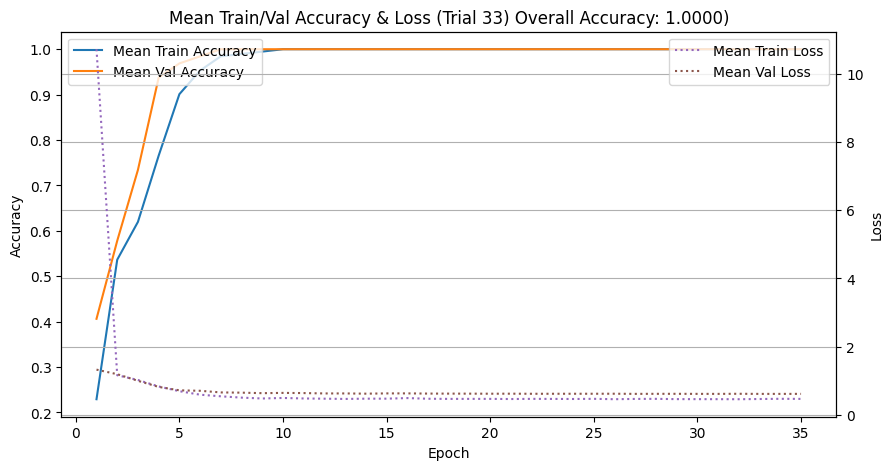 Mean Train/Val Accuracy & Loss (Trial 33) Overall Accuracy: 1.0000)
Mean Train Accuracy
Mean Val Accuracy
Mean Train Loss
Mean Val Loss
1.0
0.9
0.8
0.7
0.6
0.5
0.4
0.3
0.2
Accuracy
10
8
6
4
2
0
Loss
0 5 10 15 20 25 30 35
Epoch